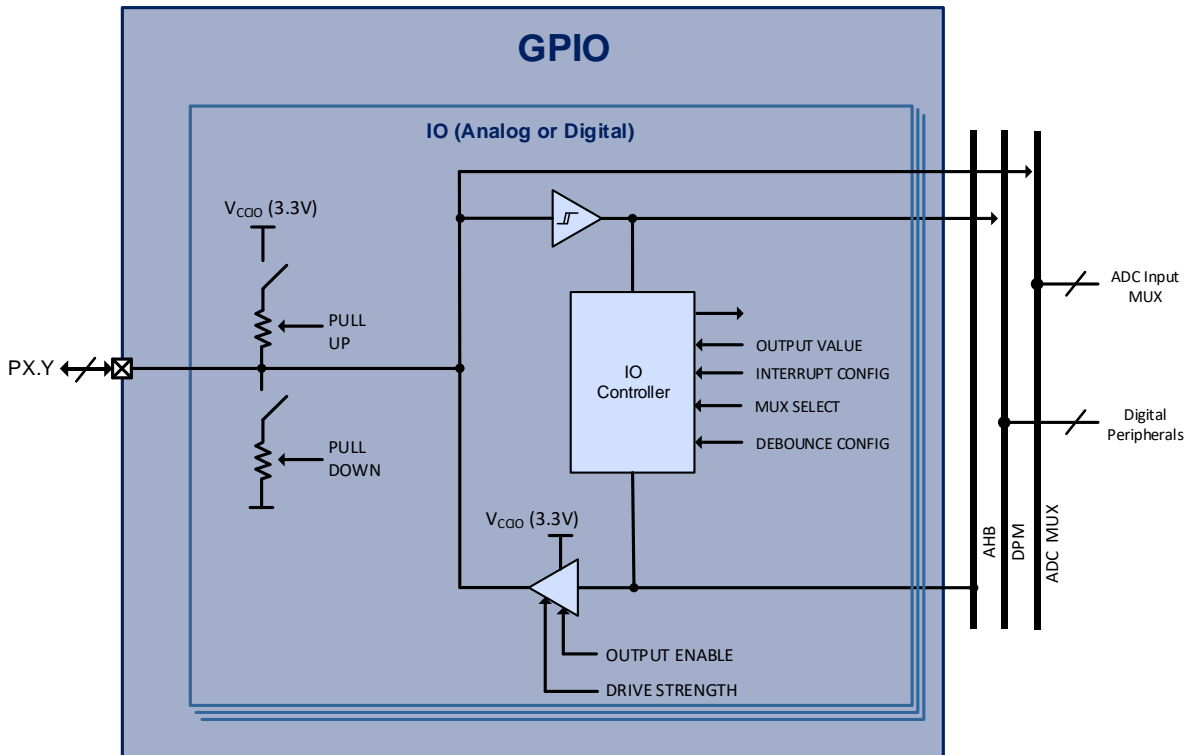 GPIO
IO (Analog or Digital)
VCCIO (3.3V)
PULL
UP
PX.Y
PULL
DOWN
IO
Controller
OUTPUT VALUE
INTERRUPT CONFIG
MUX SELECT
DEBOUNCE CONFIG
VCCIO (3.3V)
OUTPUT ENABLE
DRIVE STRENGTH
AHB
DPM
ADC MUX
ADC Input
MUX
Digital
Peripherals